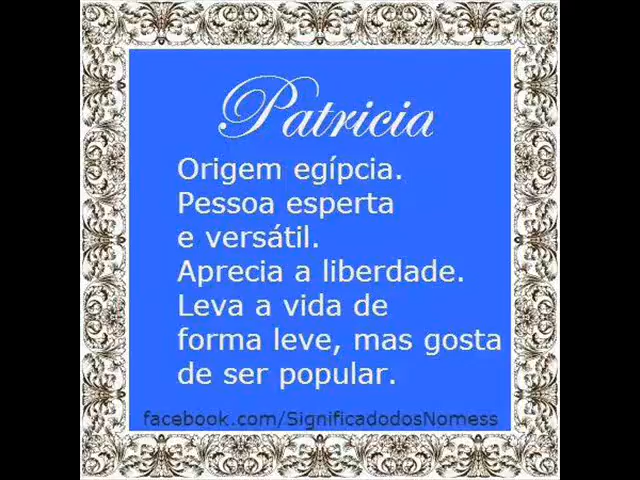 Patricia
Origem egípcia.
Pessoa esperta
e versátil.
Aprecia a liberdade.
Leva a vida de
forma leve, mas gosta
de ser popular.
facebook.com/SignificadodosNomess